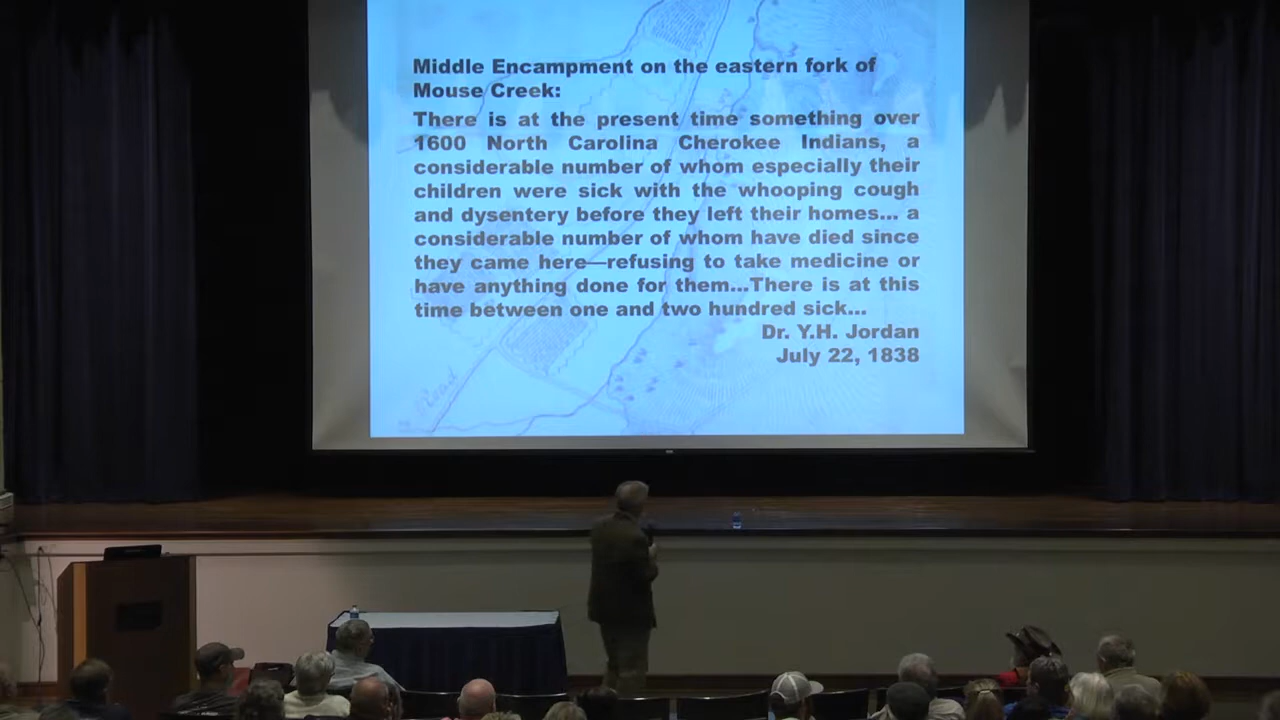 Middle Encampment on the eastern fork of
Mouse Creek:
There is at the present time something over
1600 North Carolina Cherokee Indians, a
considerable number of whom especially their
children were sick with the whooping cough
and dysentery before they left their homes... a
considerable number of whom have died since
they came here—refusing to take medicine or
have anything done for them...There is at this
time between one and two hundred sick...
Dr. Y.H. Jordan
July 22, 1838
Road